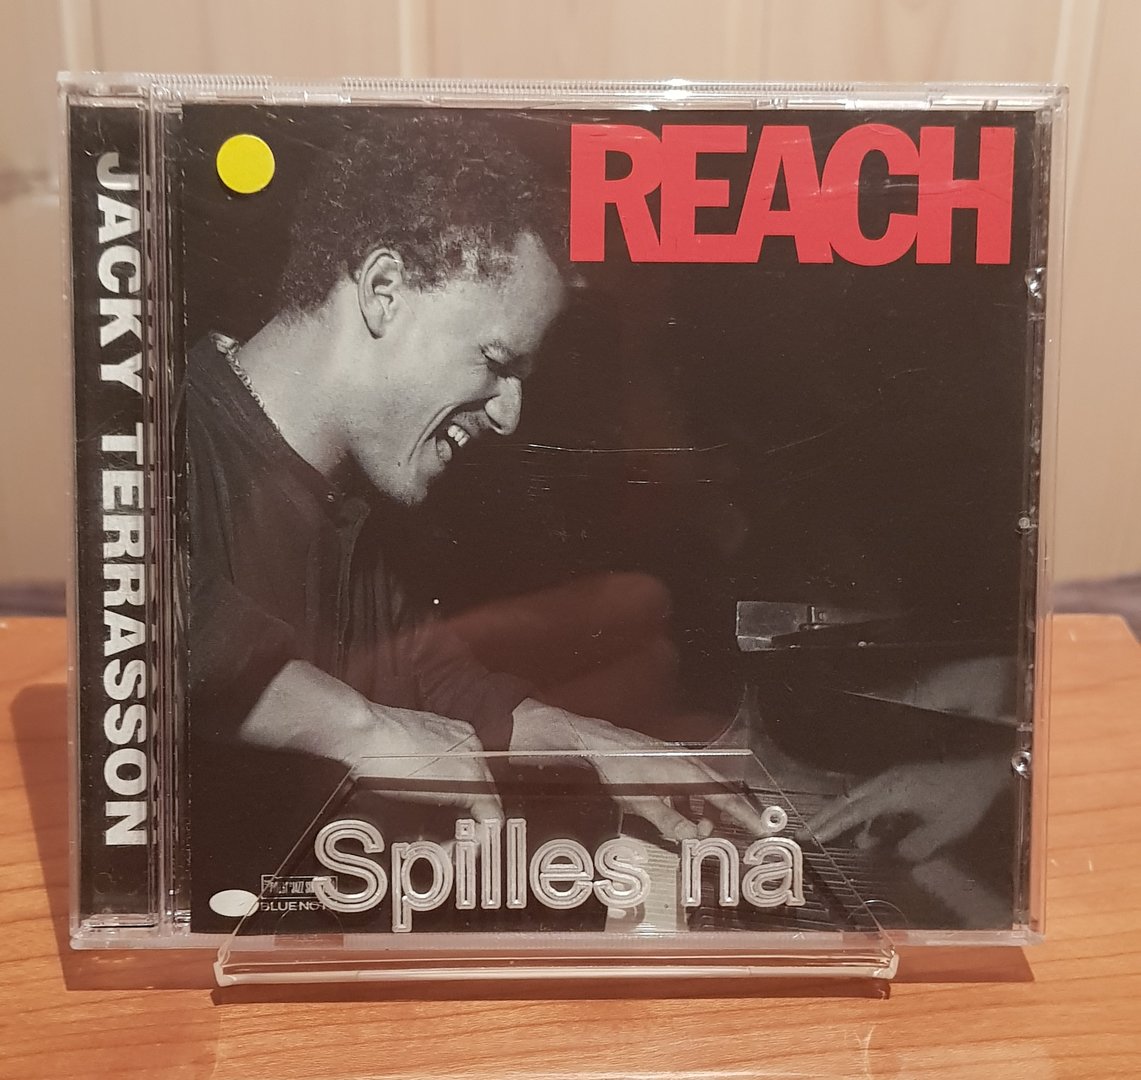 REACH
JACKY TERRASSON
Spilles nå
BLUE NOTE